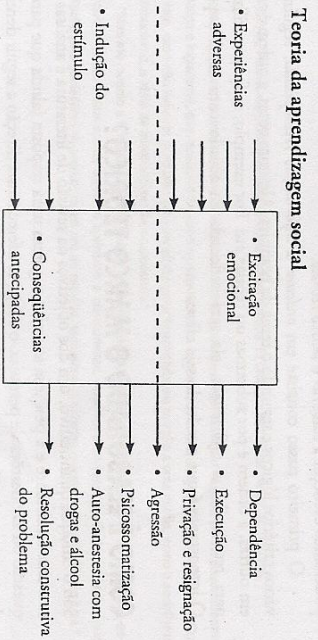 Teoria da aprendizagem social
• Experiências
adversas
• Indução do
estímulo
• Excitação
emocional
• Conseqüências
antecipadas
• Dependência
• Execução
• Privação e resignação
• Agressão
• Psicossomatização
• Auto-anestesia com
drogas e álcool
• Resolução construtiva
do problema